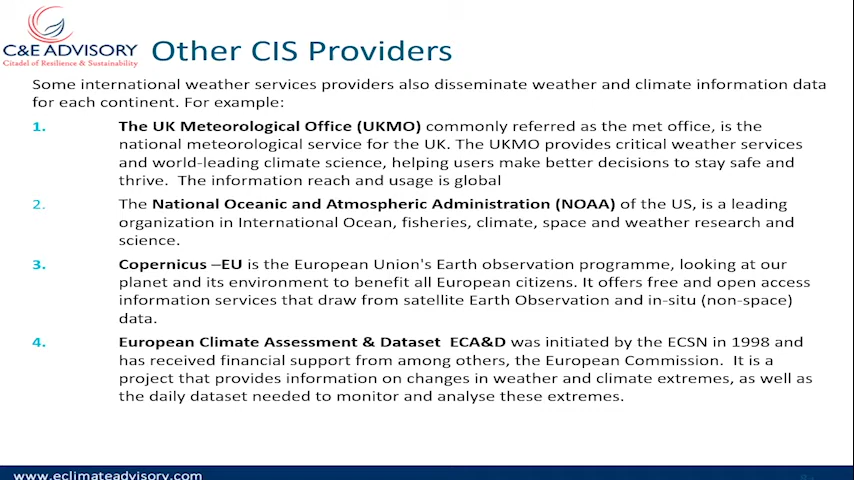 C&E ADVISORY
Citadel of Resilience & Sustainability
Other CIS Providers
Some international weather services providers also disseminate weather and climate information data
for each continent. For example:
1. The UK Meteorological Office (UKMO) commonly referred as the met office, is the
national meteorological service for the UK. The UKMO provides critical weather services
and world-leading climate science, helping users make better decisions to stay safe and
thrive. The information reach and usage is global
2. The National Oceanic and Atmospheric Administration (NOAA) of the US, is a leading
organization in International Ocean, fisheries, climate, space and weather research and
science.
3. Copernicus –EU is the European Union's Earth observation programme, looking at our
planet and its environment to benefit all European citizens. It offers free and open access
information services that draw from satellite Earth Observation and in-situ (non-space)
data.
4. European Climate Assessment & Dataset ECA&D was initiated by the ECSN in 1998 and
has received financial support from among others, the European Commission. It is a
project that provides information on changes in weather and climate extremes, as well as
the daily dataset needed to monitor and analyse these extremes.
www.eclimateadvisory.com